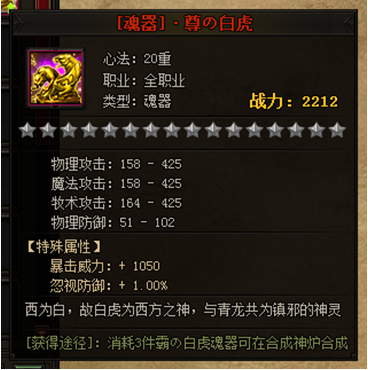 [魂器]·尊の白虎
心法：20重
职业：全职业
类型：魂器
战力：2212
物理攻击：158 - 425
魔法攻击：158 - 425
牧术攻击：164 - 425
物理防御：51 - 102
【特殊属性】
暴击威力：+ 1050
忽视防御：+ 1.00%
西为白，故白虎为西方之神，与青龙共为镇邪的神灵
[获得途径]：消耗3件霸の白虎魂器可在合成神炉合成